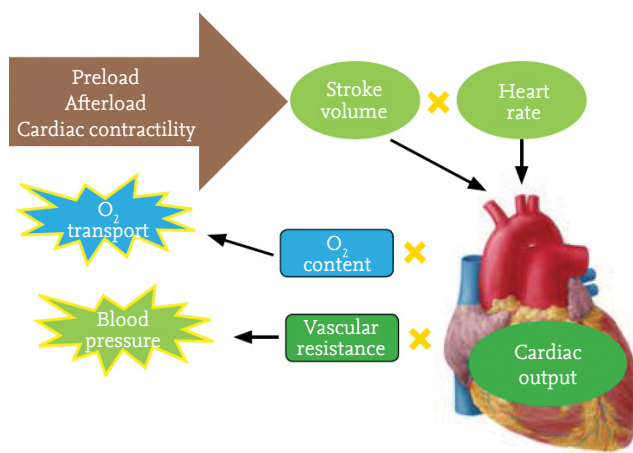 Preload
Afterload
Cardiac contractility
Stroke
volume
Heart
rate
O₂
transport
O₂
content
Blood
pressure
Vascular
resistance
Cardiac
output